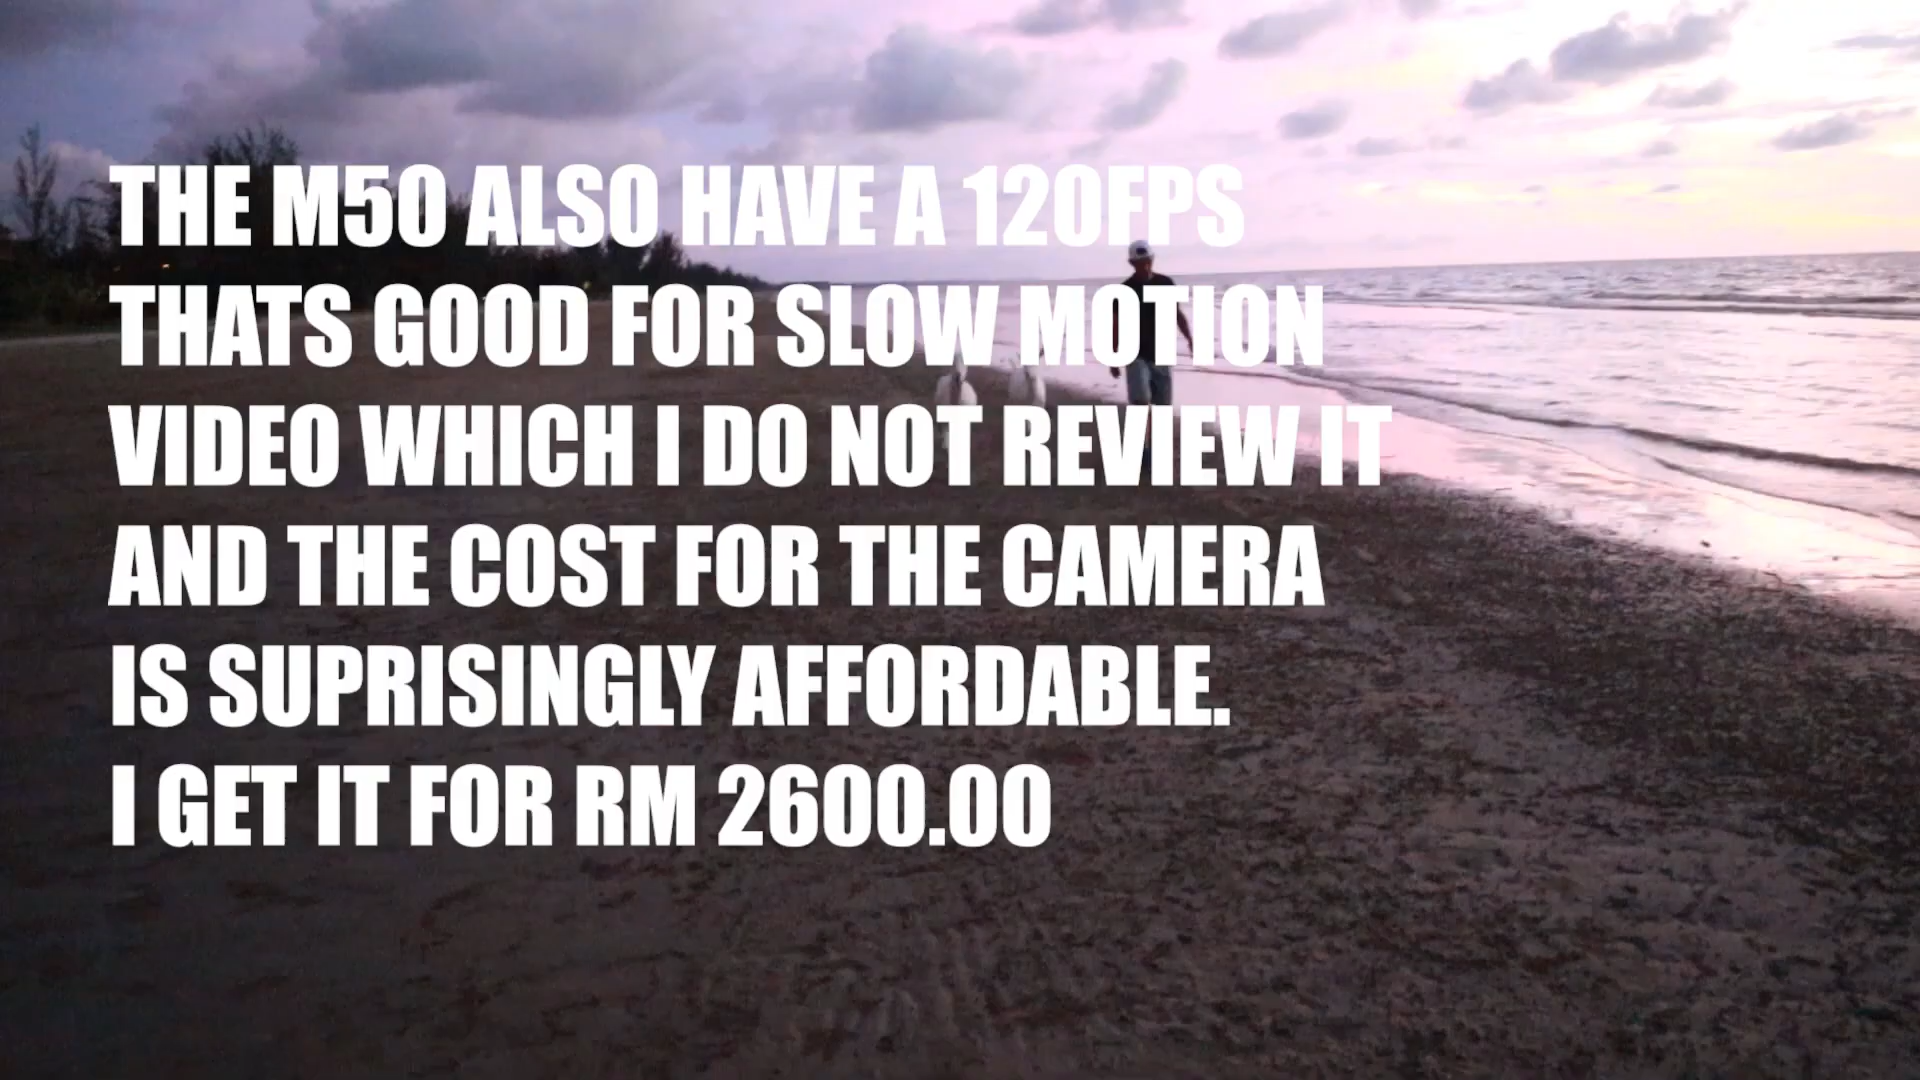 THE M50 ALSO HAVE A 120FPS
THATS GOOD FOR SLOW MOTION
VIDEO WHICH I DO NOT REVIEW IT
AND THE COST FOR THE CAMERA
IS SUPRISINGLY AFFORDABLE.
I GET IT FOR RM 2600.00